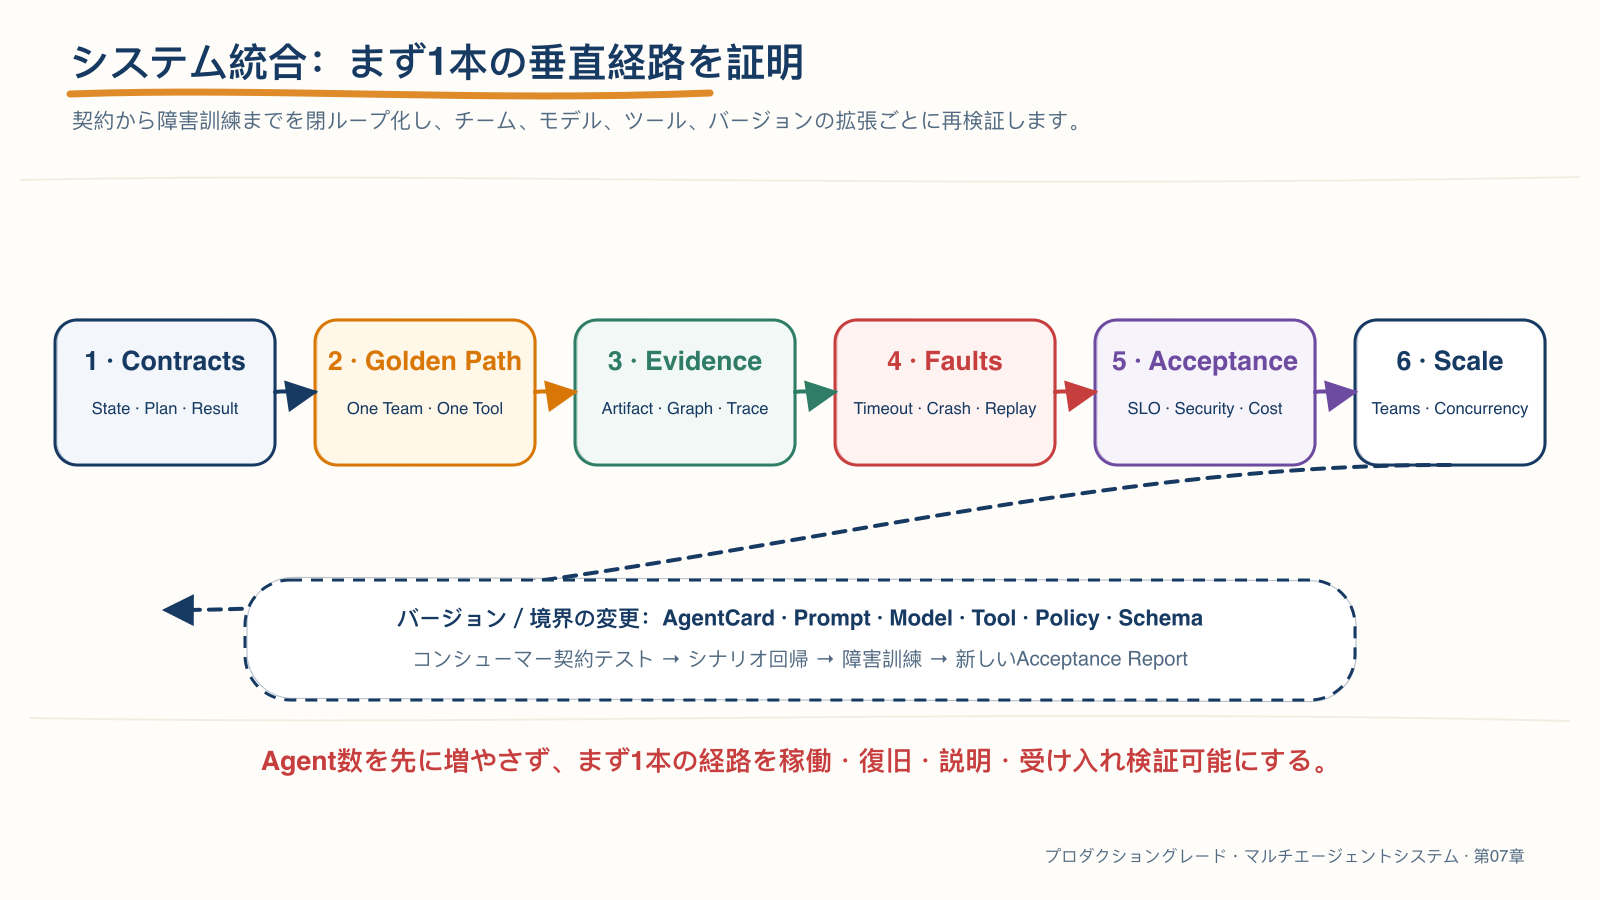 システム統合：まず1本の垂直経路を証明
契約から障害訓練までを閉ループ化し、チーム、モデル、ツール、バージョンの拡張ごとに再検証します。
1 · Contracts
State · Plan · Result
2 · Golden Path
One Team · One Tool
3 · Evidence
Artifact · Graph · Trace
4 · Faults
Timeout · Crash · Replay
5 · Acceptance
SLO · Security · Cost
6 · Scale
Teams · Concurrency
バージョン / 境界の変更：AgentCard · Prompt · Model · Tool · Policy · Schema
コンシューマー契約テスト → シナリオ回帰 → 障害訓練 → 新しいAcceptance Report
Agent数を先に増やさず、まず1本の経路を稼働 · 復旧 · 説明 · 受け入れ検証可能にする。
プロダクショングレード · マルチエージェントシステム · 第07章